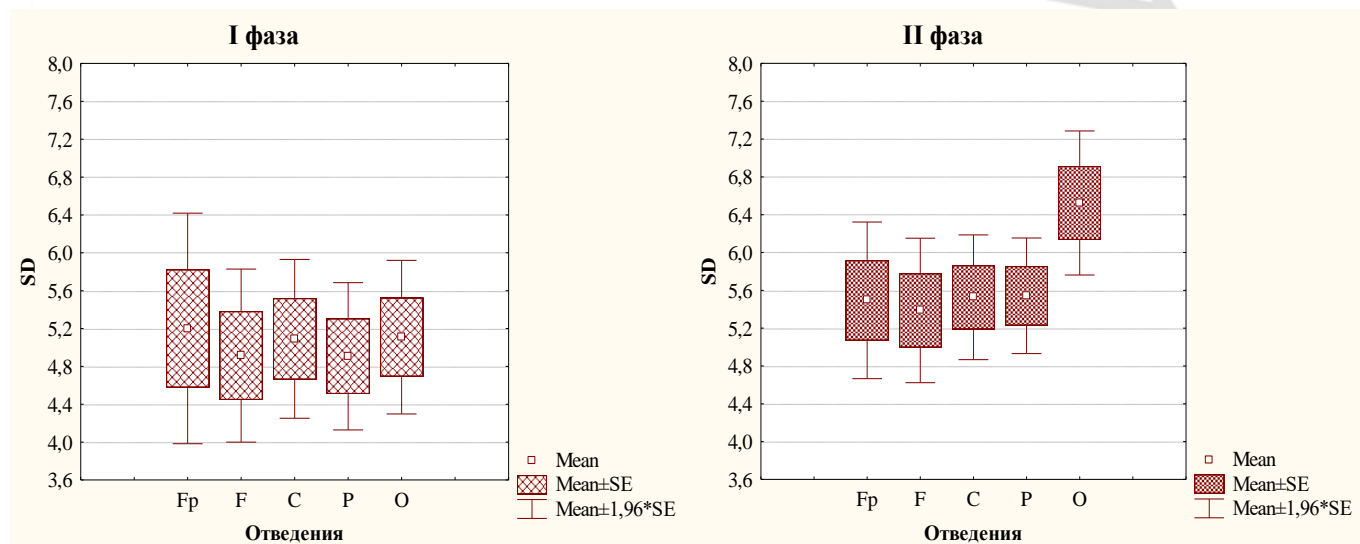 I фаза
8,0
7,6
7,2
6,8
6,4
6,0
5,6
5,2
4,8
4,4
4,0
3,6
SD
Fp F C P O
Отведения
Mean
Mean±SE
Mean±1,96*SE
II фаза
8,0
7,6
7,2
6,8
6,4
6,0
5,6
5,2
4,8
4,4
4,0
3,6
SD
Fp F C P O
Отведения
Mean
Mean±SE
Mean±1,96*SE